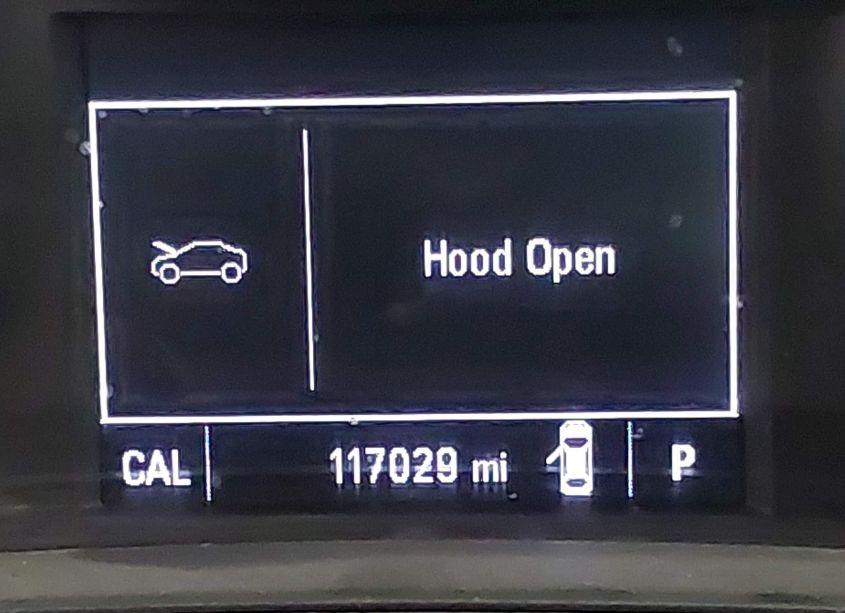 Hood Open
CAL 117029 mi P